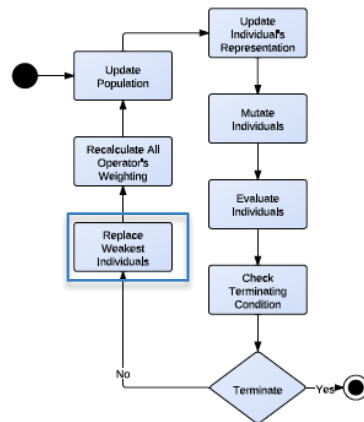 Update
Population
Update
Individual's
Representation
Mutate
Individuals
Recalculate All
Operator's
Weighting
Evaluate
Individuals
Replace
Weakest
Individuals
Check
Terminating
Condition
No
Terminate
Yes